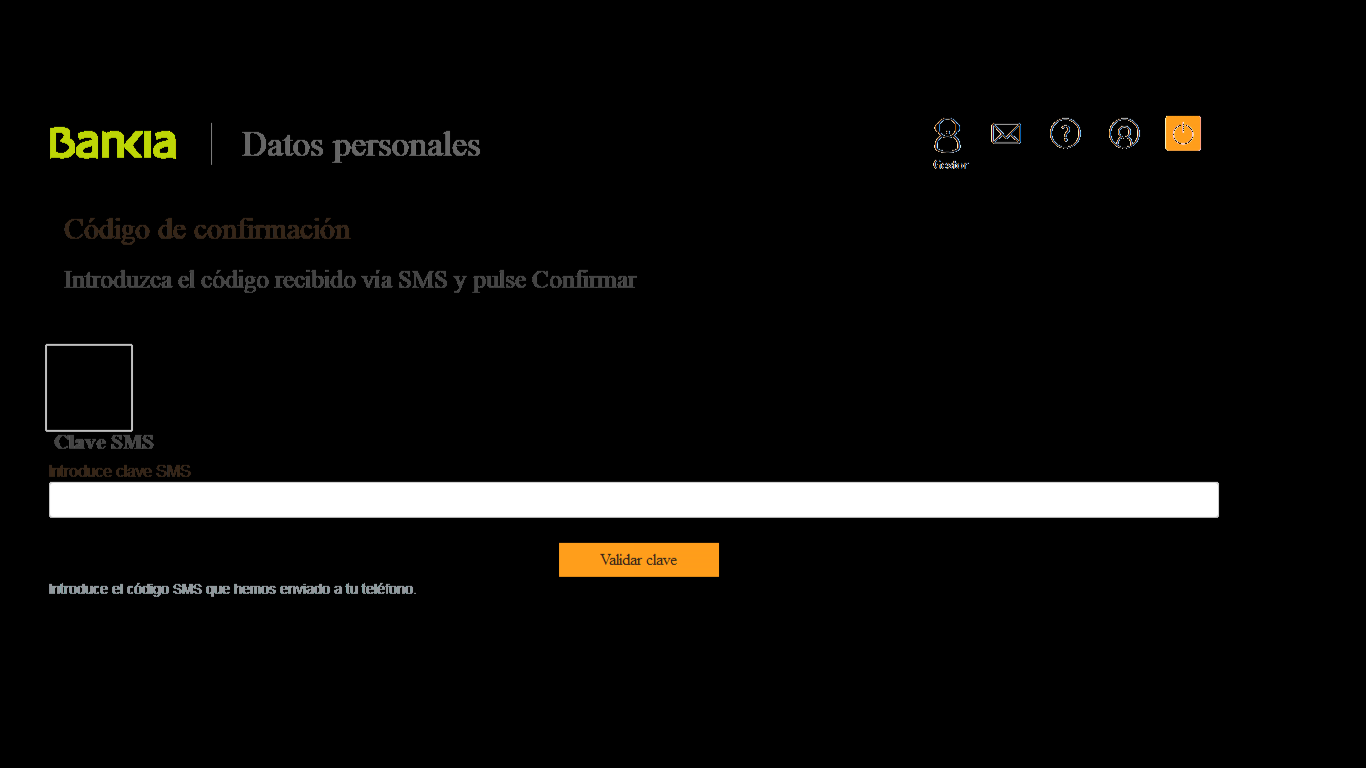 Bankia
Datos personales
Gestor
Código de confirmación
Introduzca el código recibido vía SMS y pulse Confirmar
Clave SMS
Introduce clave SMS
Validar clave
Introduce el código SMS que hemos enviado a tu teléfono.